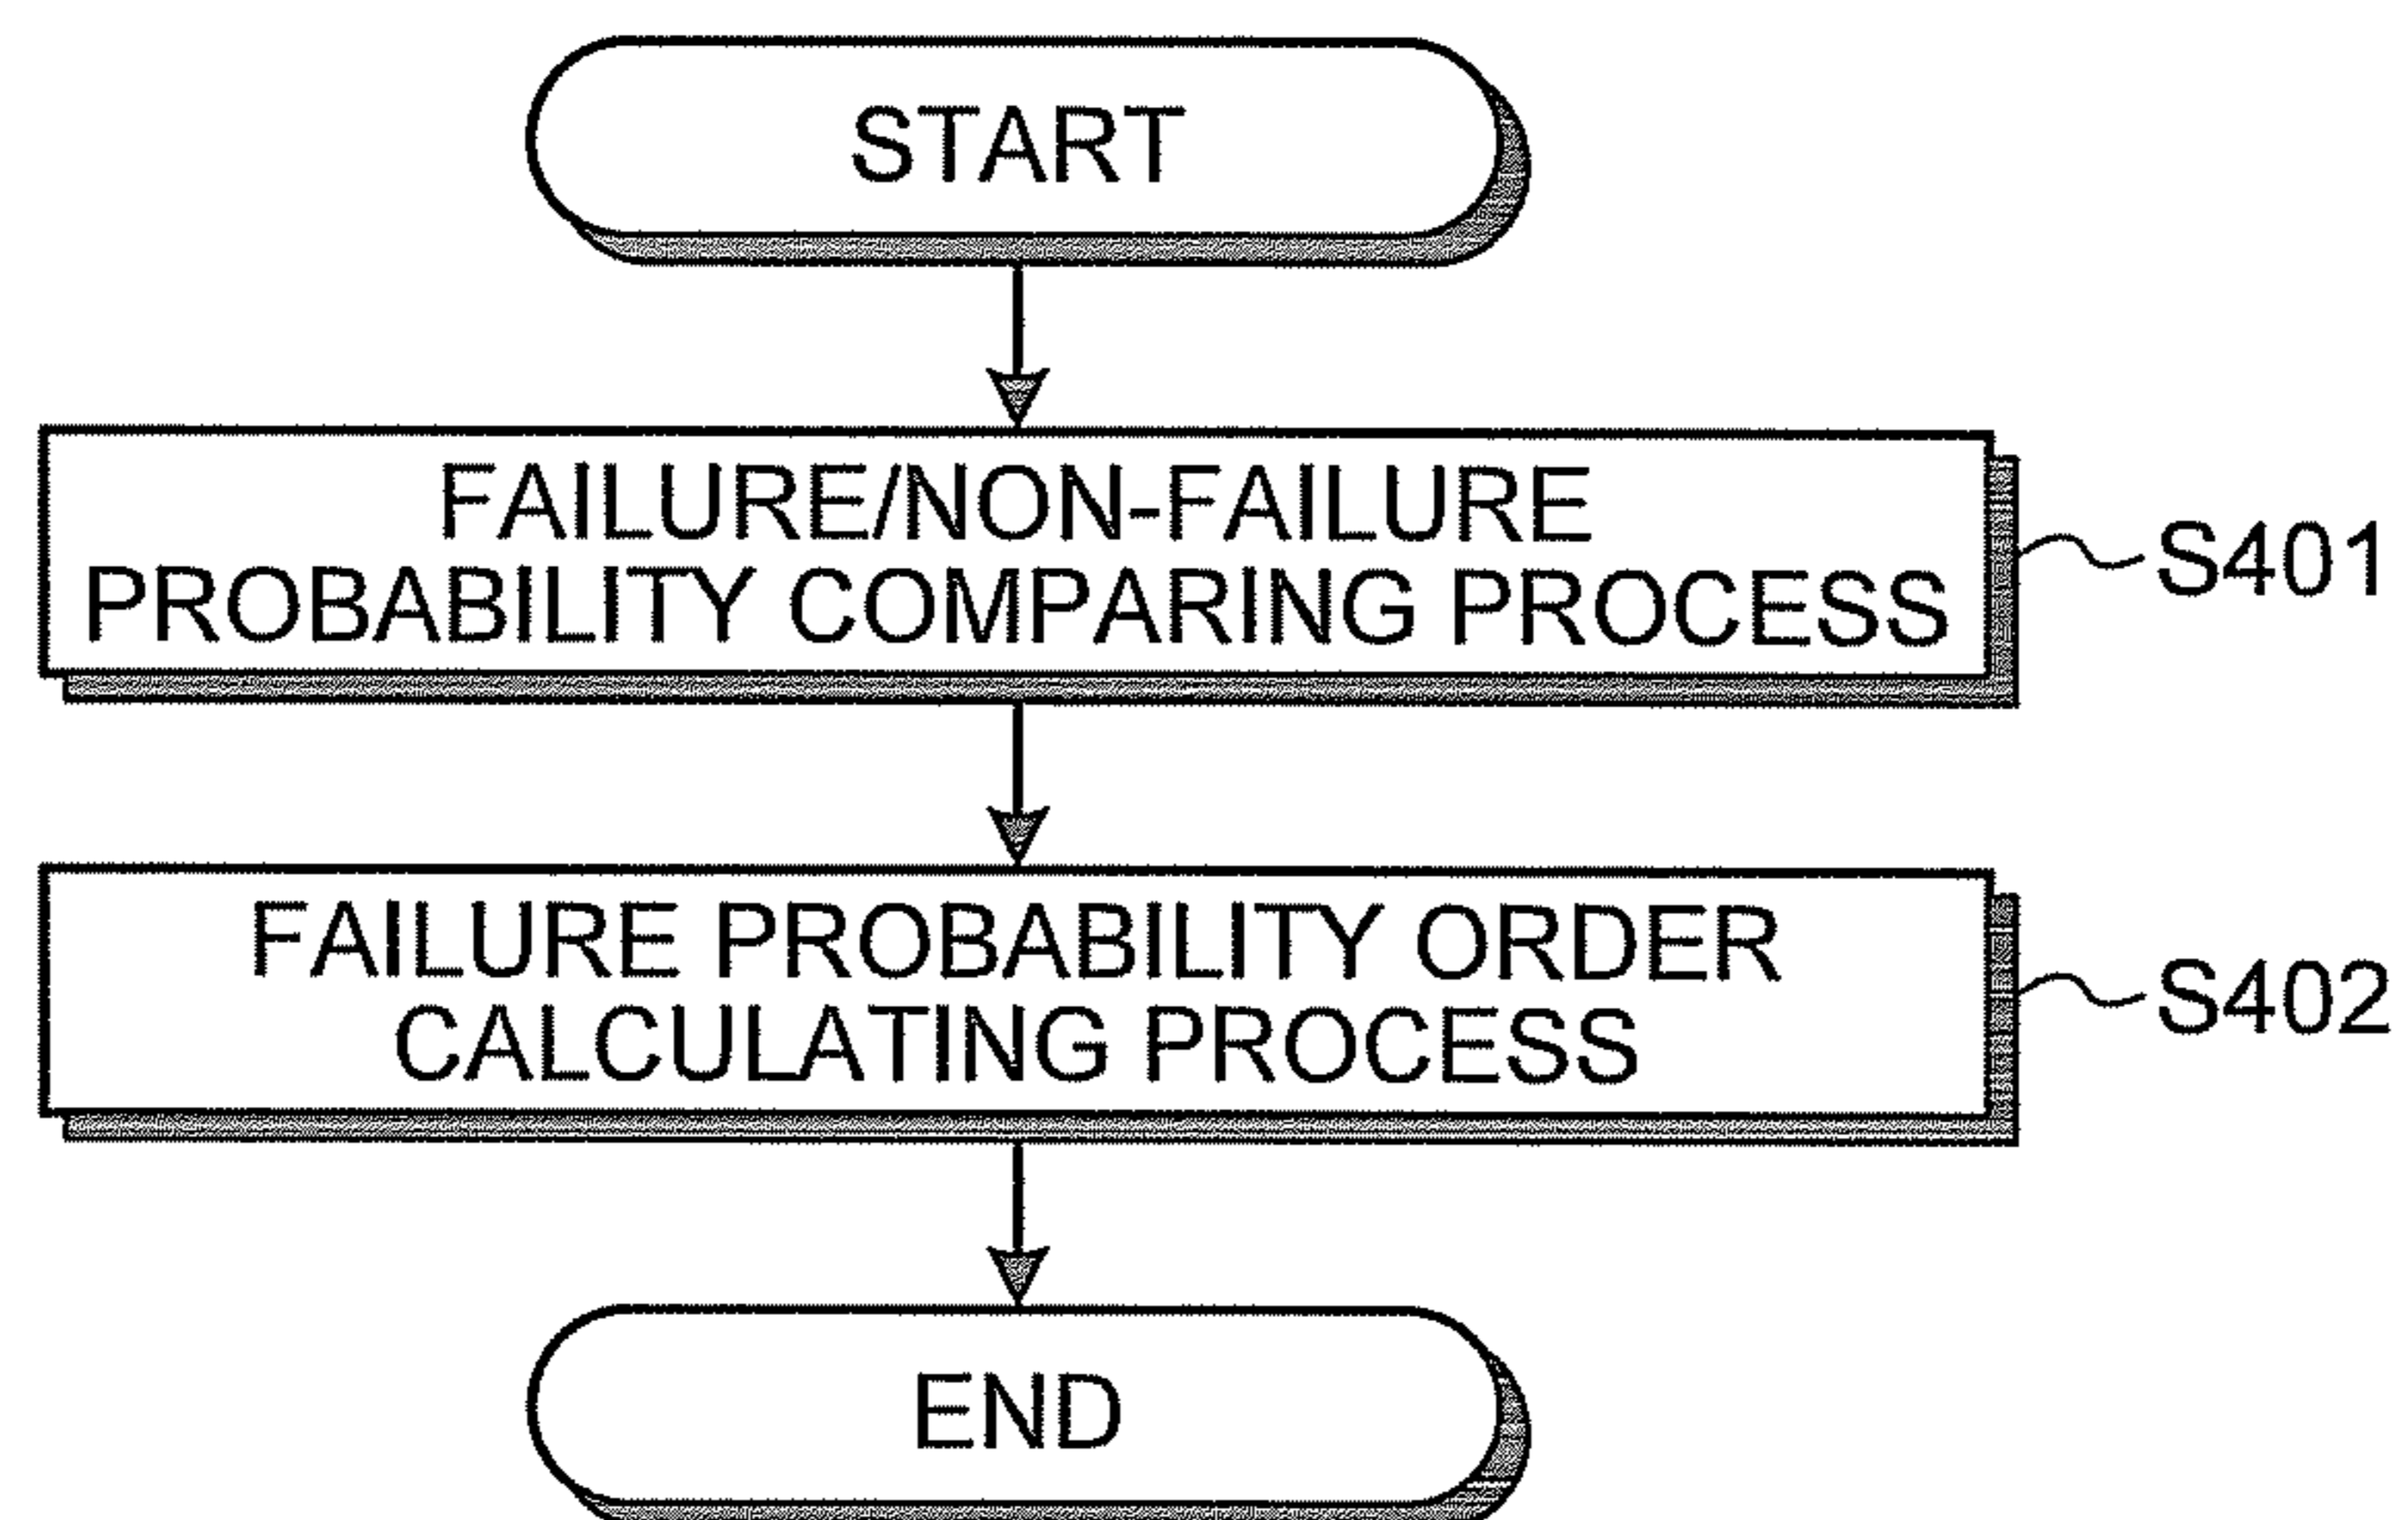 START
FAILURE/NON-FAILURE
PROBABILITY COMPARING PROCESS
S401
FAILURE PROBABILITY ORDER
CALCULATING PROCESS
S402
END